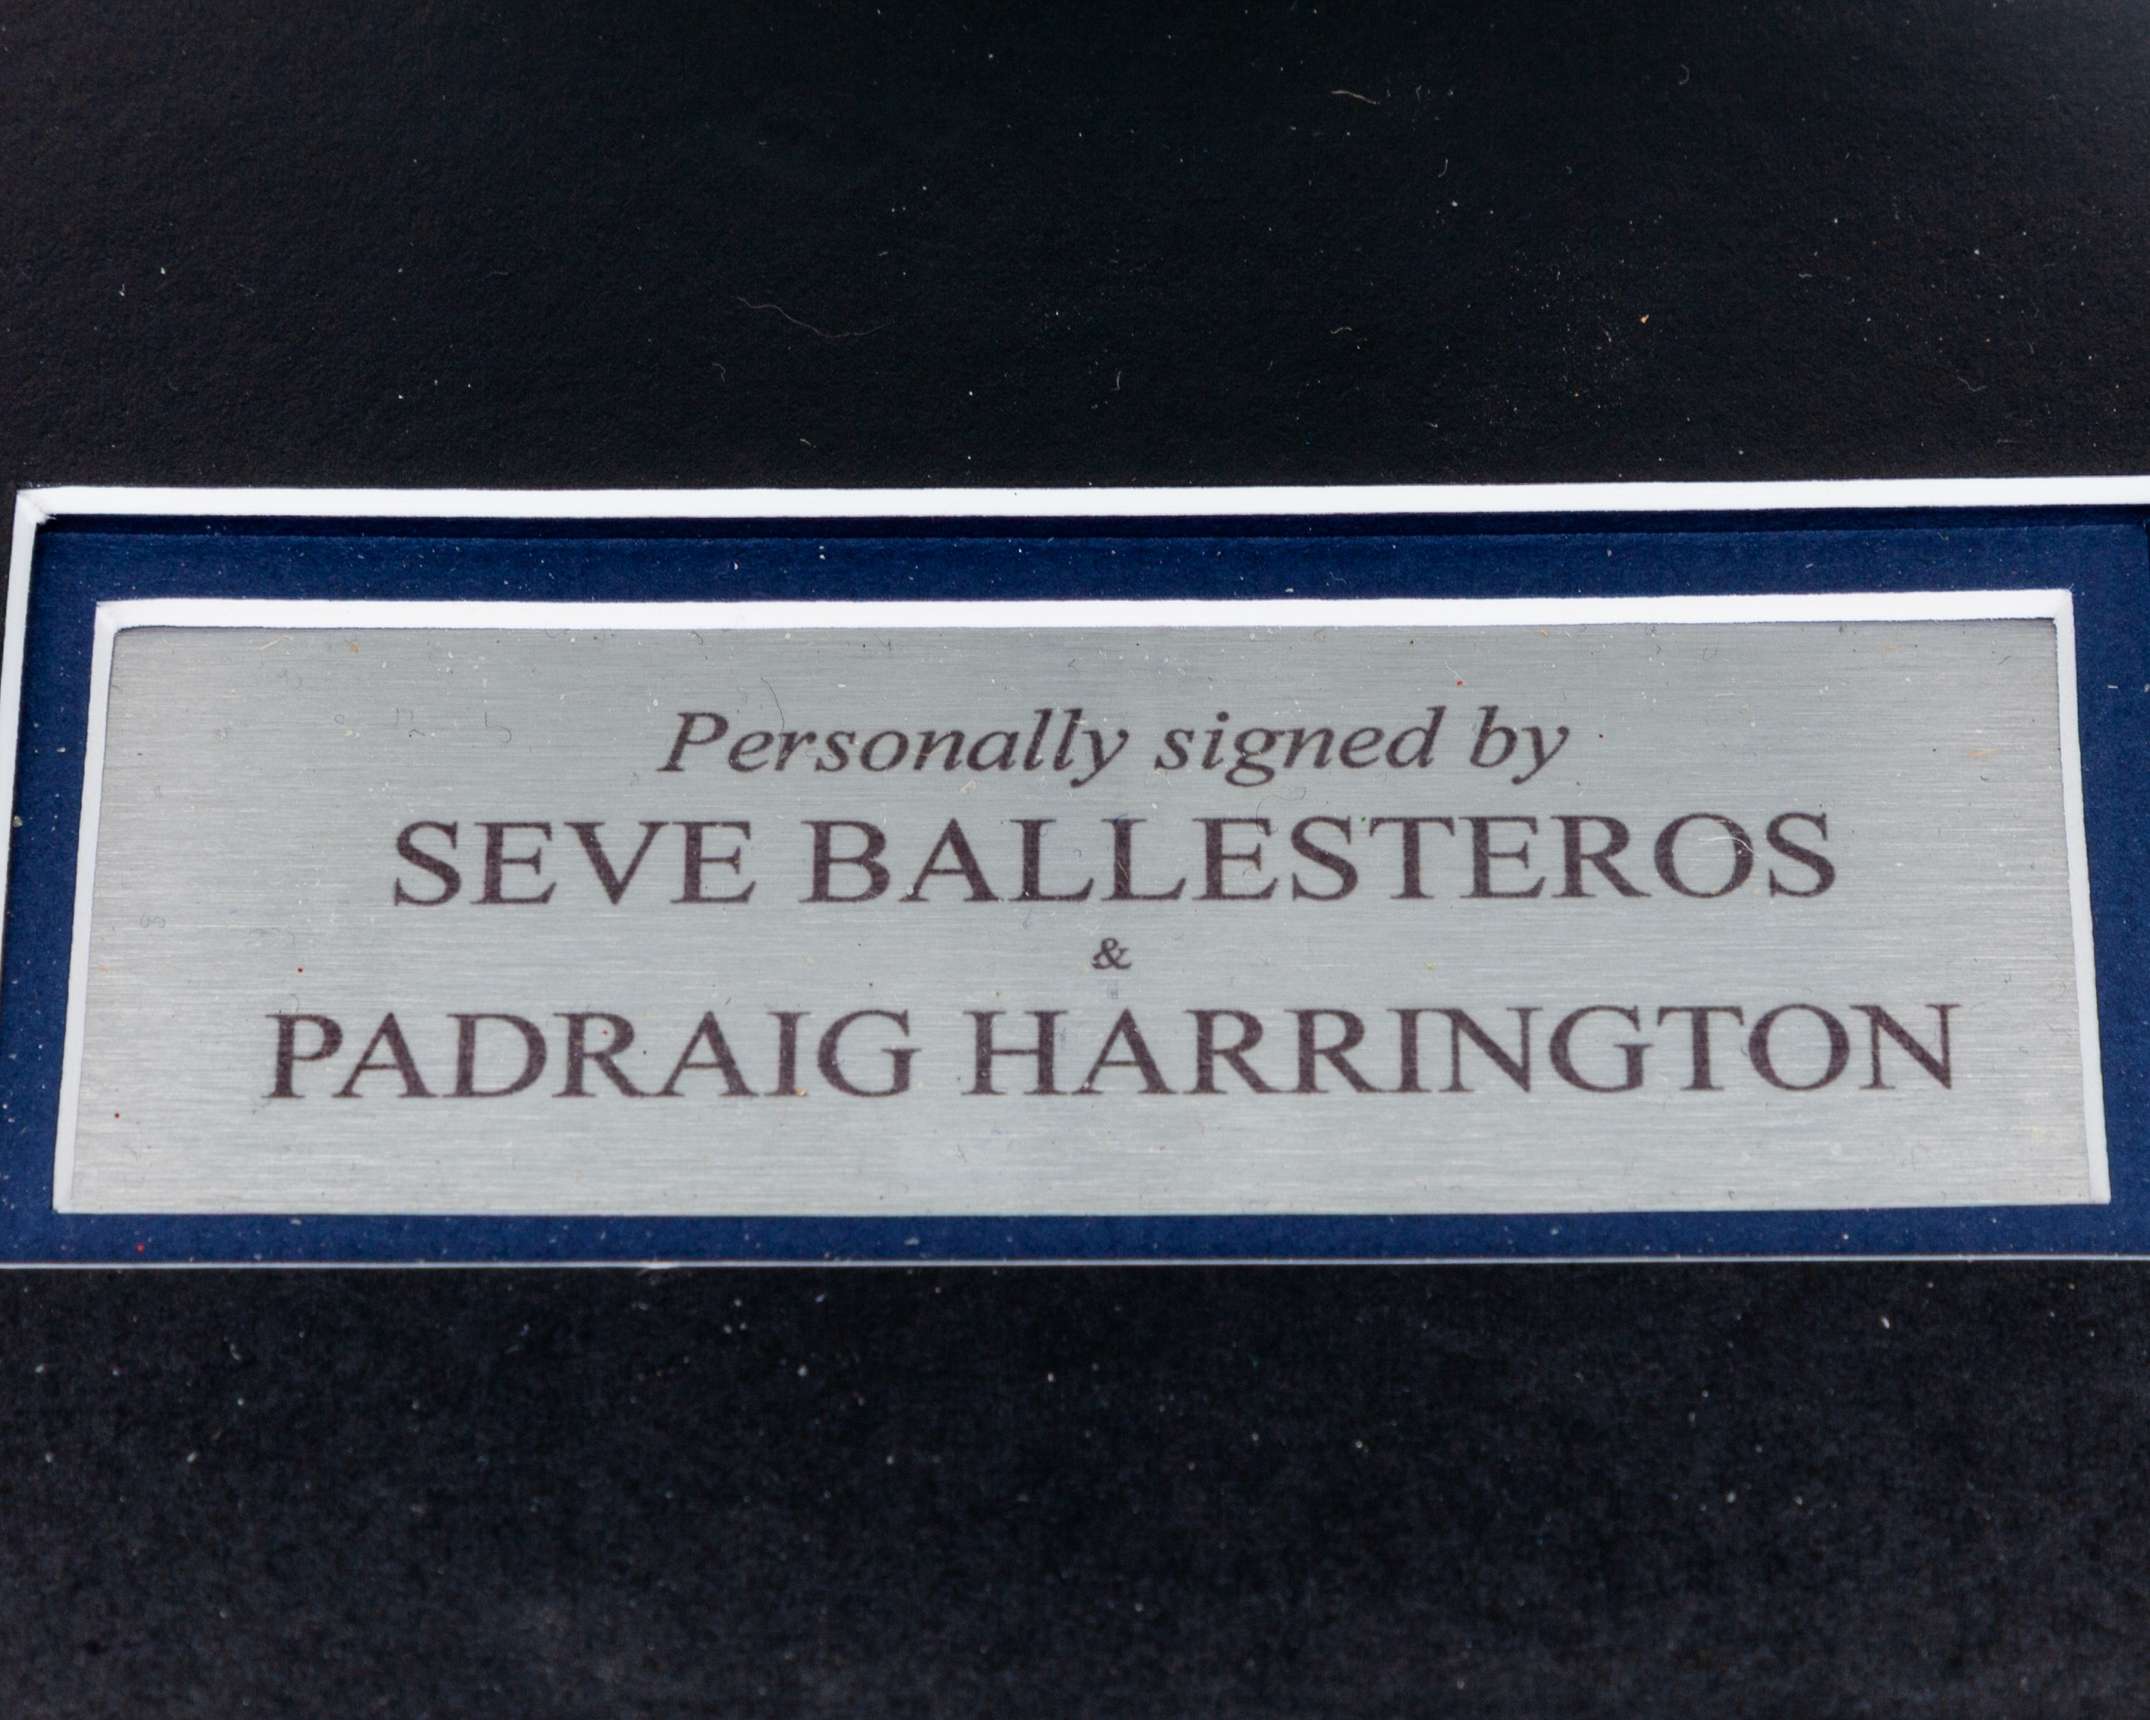 Personally signed by
SEVE BALLESTEROS
&
PADRAIG HARRINGTON